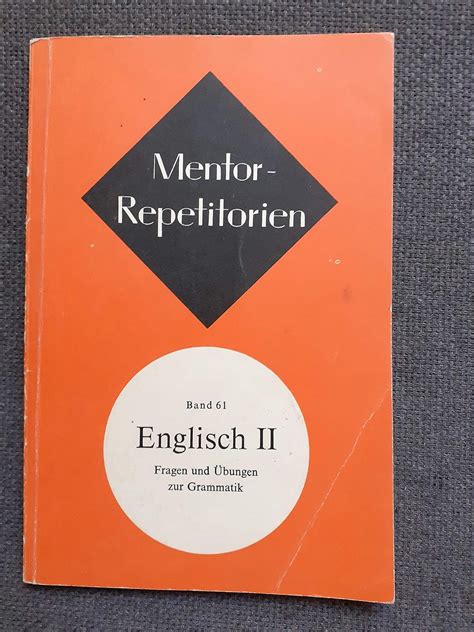 Mentor-
Repetitorien
Band 61
Englisch II
Fragen und Übungen
zur Grammatik